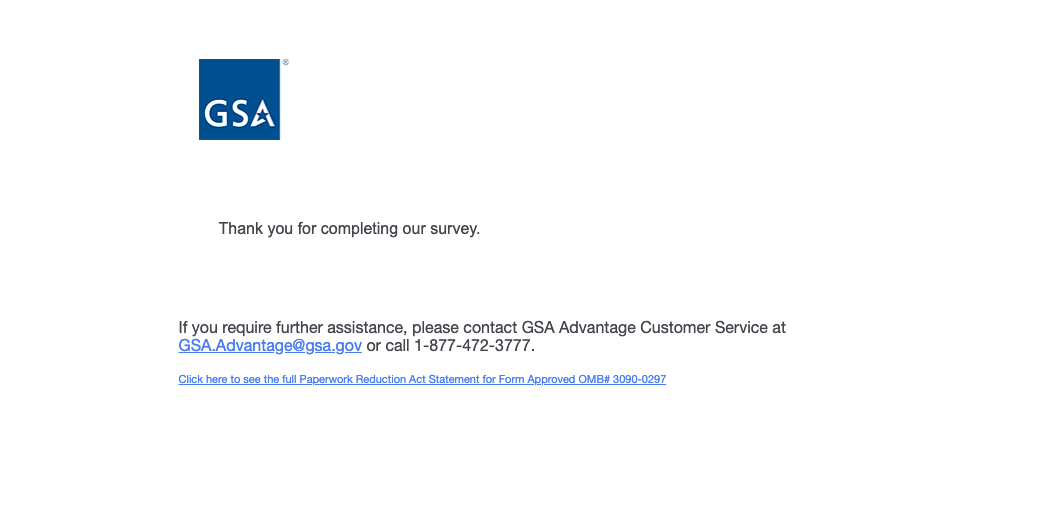 GSA®
Thank you for completing our survey.
If you require further assistance, please contact GSA Advantage Customer Service at
GSA.Advantage@gsa.gov or call 1-877-472-3777.
Click here to see the full Paperwork Reduction Act Statement for Form Approved OMB# 3090-0297